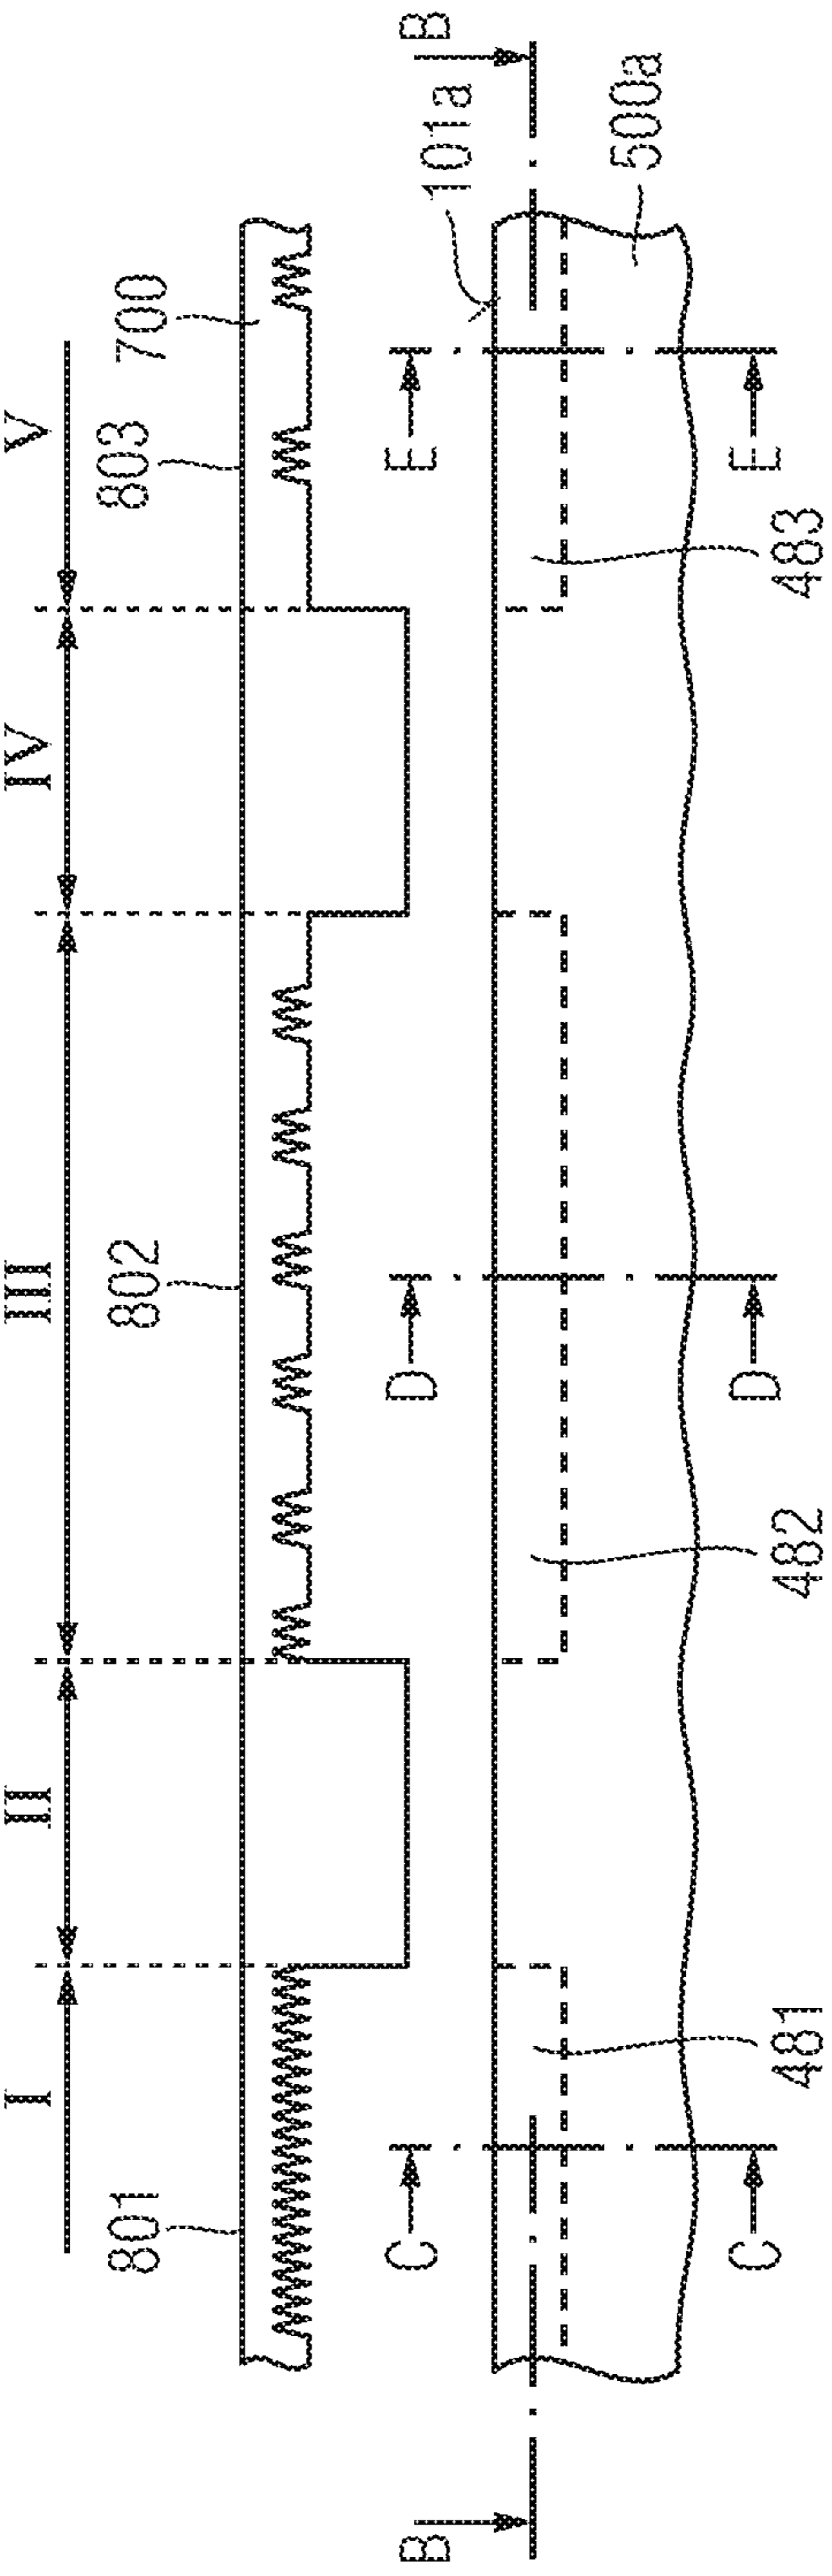 I II III IV V
801 802 803 700
B C D E 101a B
500a
C D E
481 482 483